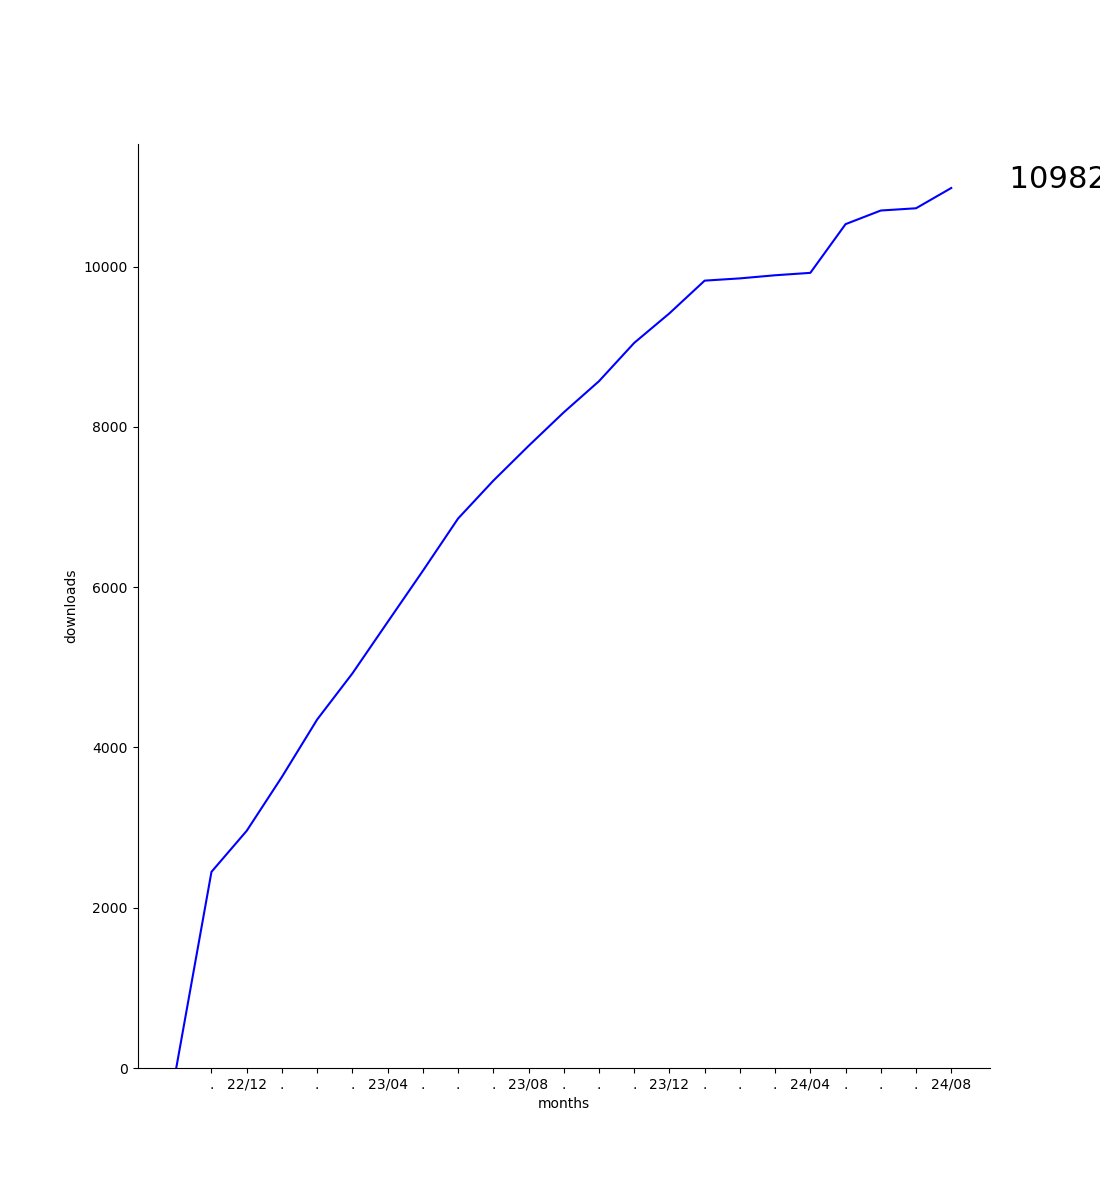 10982
10000
8000
6000
4000
2000
0
downloads
. 22/12 . . . 23/04 . . . 23/08 . . . 23/12 . . . 24/04 . . . 24/08
months